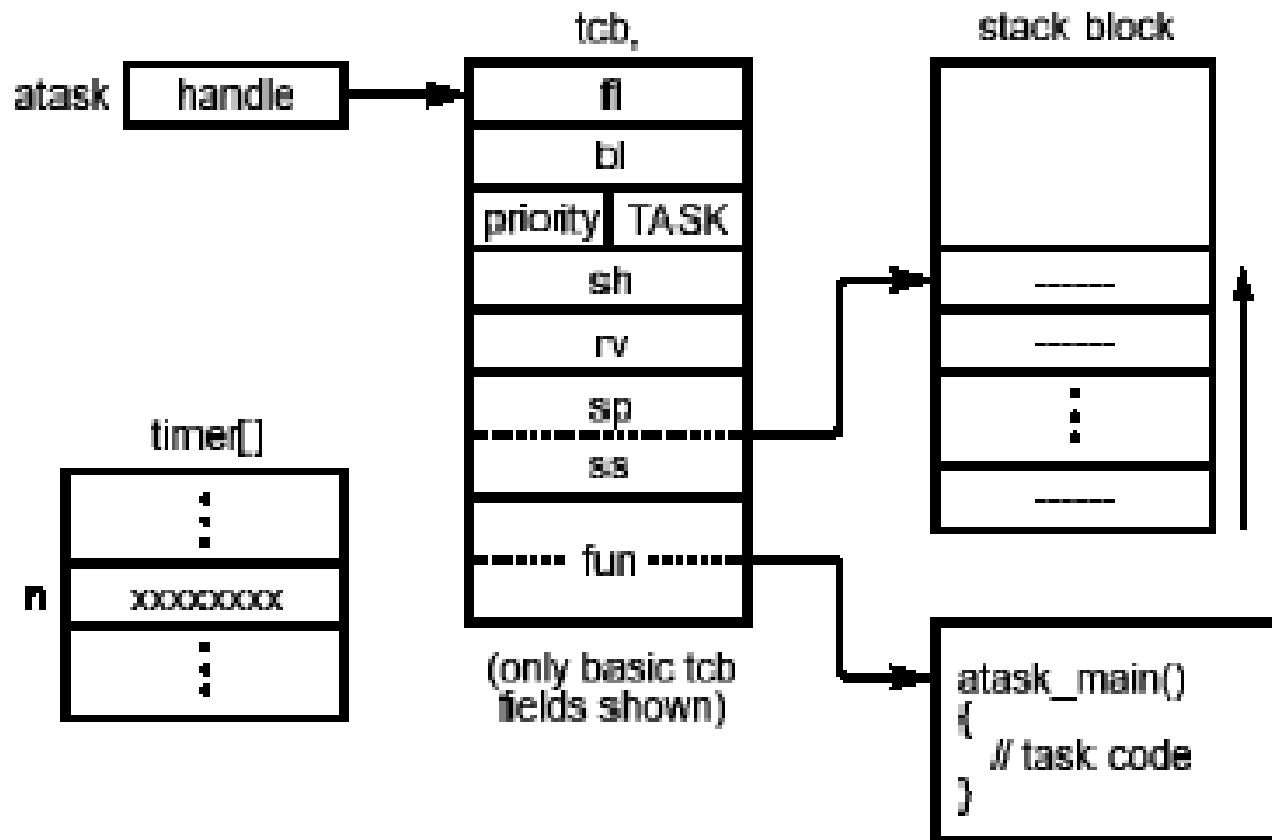 tcb,
stack block
atask
handle
fl
bl
priority
TASK
sh
rv
sp
ss
fun
timer[]
n
xxxxxxxx
(only basic tcb
fields shown)
atask_main()
{
// task code
}